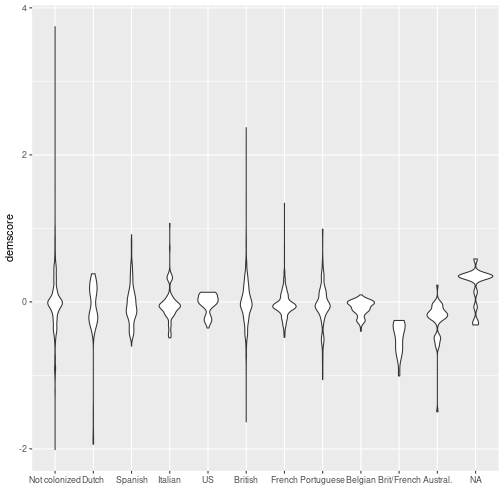 4
2
0
-2
demscore
Not colonized Dutch Spanish Italian US British French Portuguese Belgian Brit/French Austral. NA